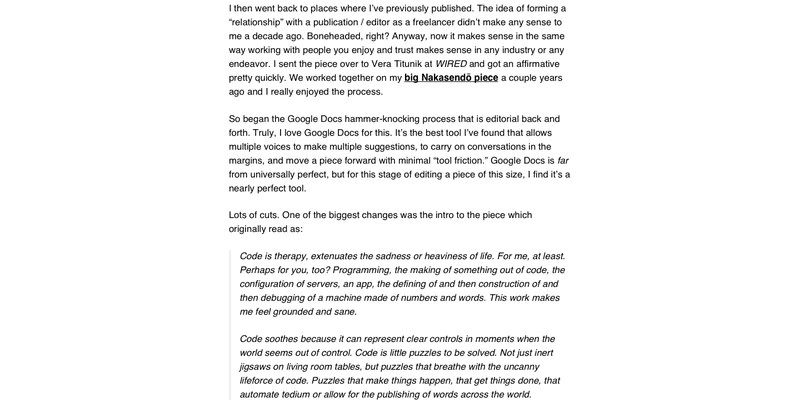 I then went back to places where I’ve previously published. The idea of forming a
“relationship” with a publication / editor as a freelancer didn’t make any sense to
me a decade ago. Boneheaded, right? Anyway, now it makes sense in the same
way working with people you enjoy and trust makes sense in any industry or any
endeavor. I sent the piece over to Vera Titunik at WIRED and got an affirmative
pretty quickly. We worked together on my big Nakasendō piece a couple years
ago and I really enjoyed the process.
So began the Google Docs hammer-knocking process that is editorial back and
forth. Truly, I love Google Docs for this. It’s the best tool I’ve found that allows
multiple voices to make multiple suggestions, to carry on conversations in the
margins, and move a piece forward with minimal “tool friction.” Google Docs is far
from universally perfect, but for this stage of editing a piece of this size, I find it’s a
nearly perfect tool.
Lots of cuts. One of the biggest changes was the intro to the piece which
originally read as:
Code is therapy, extenuates the sadness or heaviness of life. For me, at least.
Perhaps for you, too? Programming, the making of something out of code, the
configuration of servers, an app, the defining of and then construction of and
then debugging of a machine made of numbers and words. This work makes
me feel grounded and sane.
Code soothes because it can represent clear controls in moments when the
world seems out of control. Code is little puzzles to be solved. Not just inert
jigsaws on living room tables, but puzzles that breathe with the uncanny
lifeforce of code. Puzzles that make things happen, that get things done, that
automate tedium or allow for the publishing of words across the world.